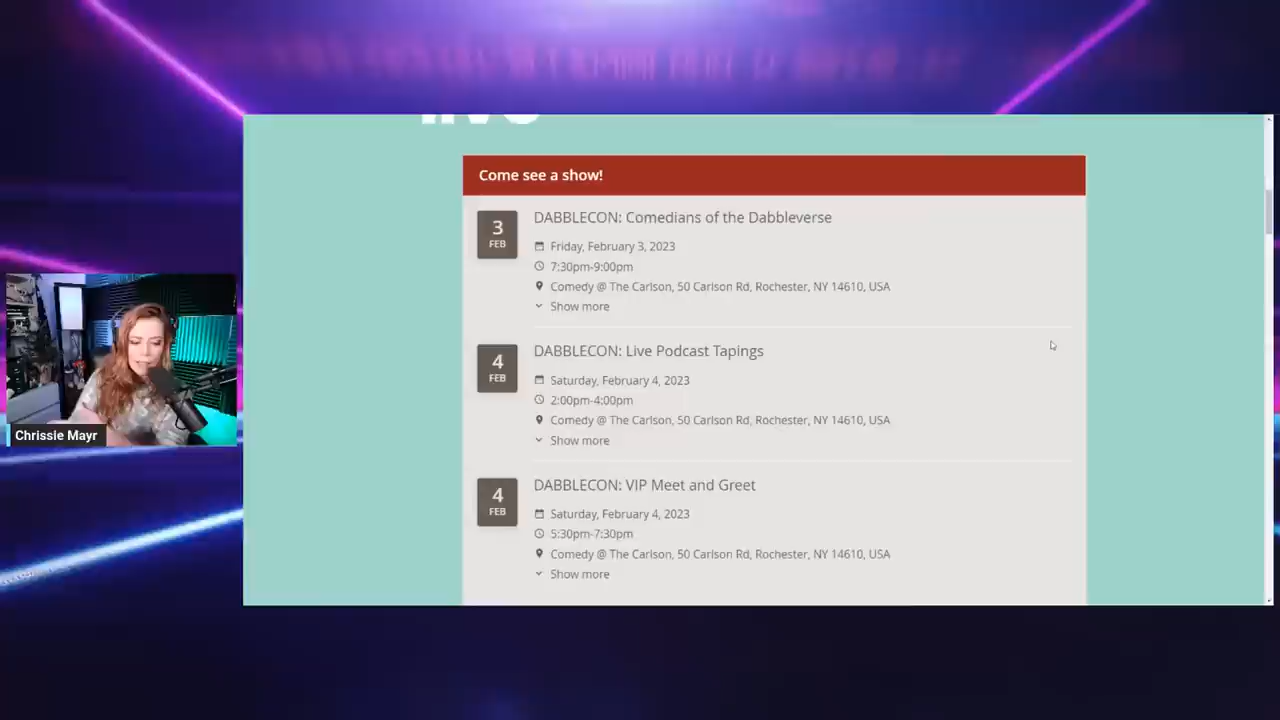 live
Come see a show!
3
FEB
DABBLECON: Comedians of the Dabbleverse
Friday, February 3, 2023
7:30pm-9:00pm
Comedy @ The Carlson, 50 Carlson Rd, Rochester, NY 14610, USA
Show more
4
FEB
DABBLECON: Live Podcast Tapings
Saturday, February 4, 2023
2:00pm-4:00pm
Comedy @ The Carlson, 50 Carlson Rd, Rochester, NY 14610, USA
Show more
4
FEB
DABBLECON: VIP Meet and Greet
Saturday, February 4, 2023
5:30pm-7:30pm
Comedy @ The Carlson, 50 Carlson Rd, Rochester, NY 14610, USA
Show more
Chrissie Mayr